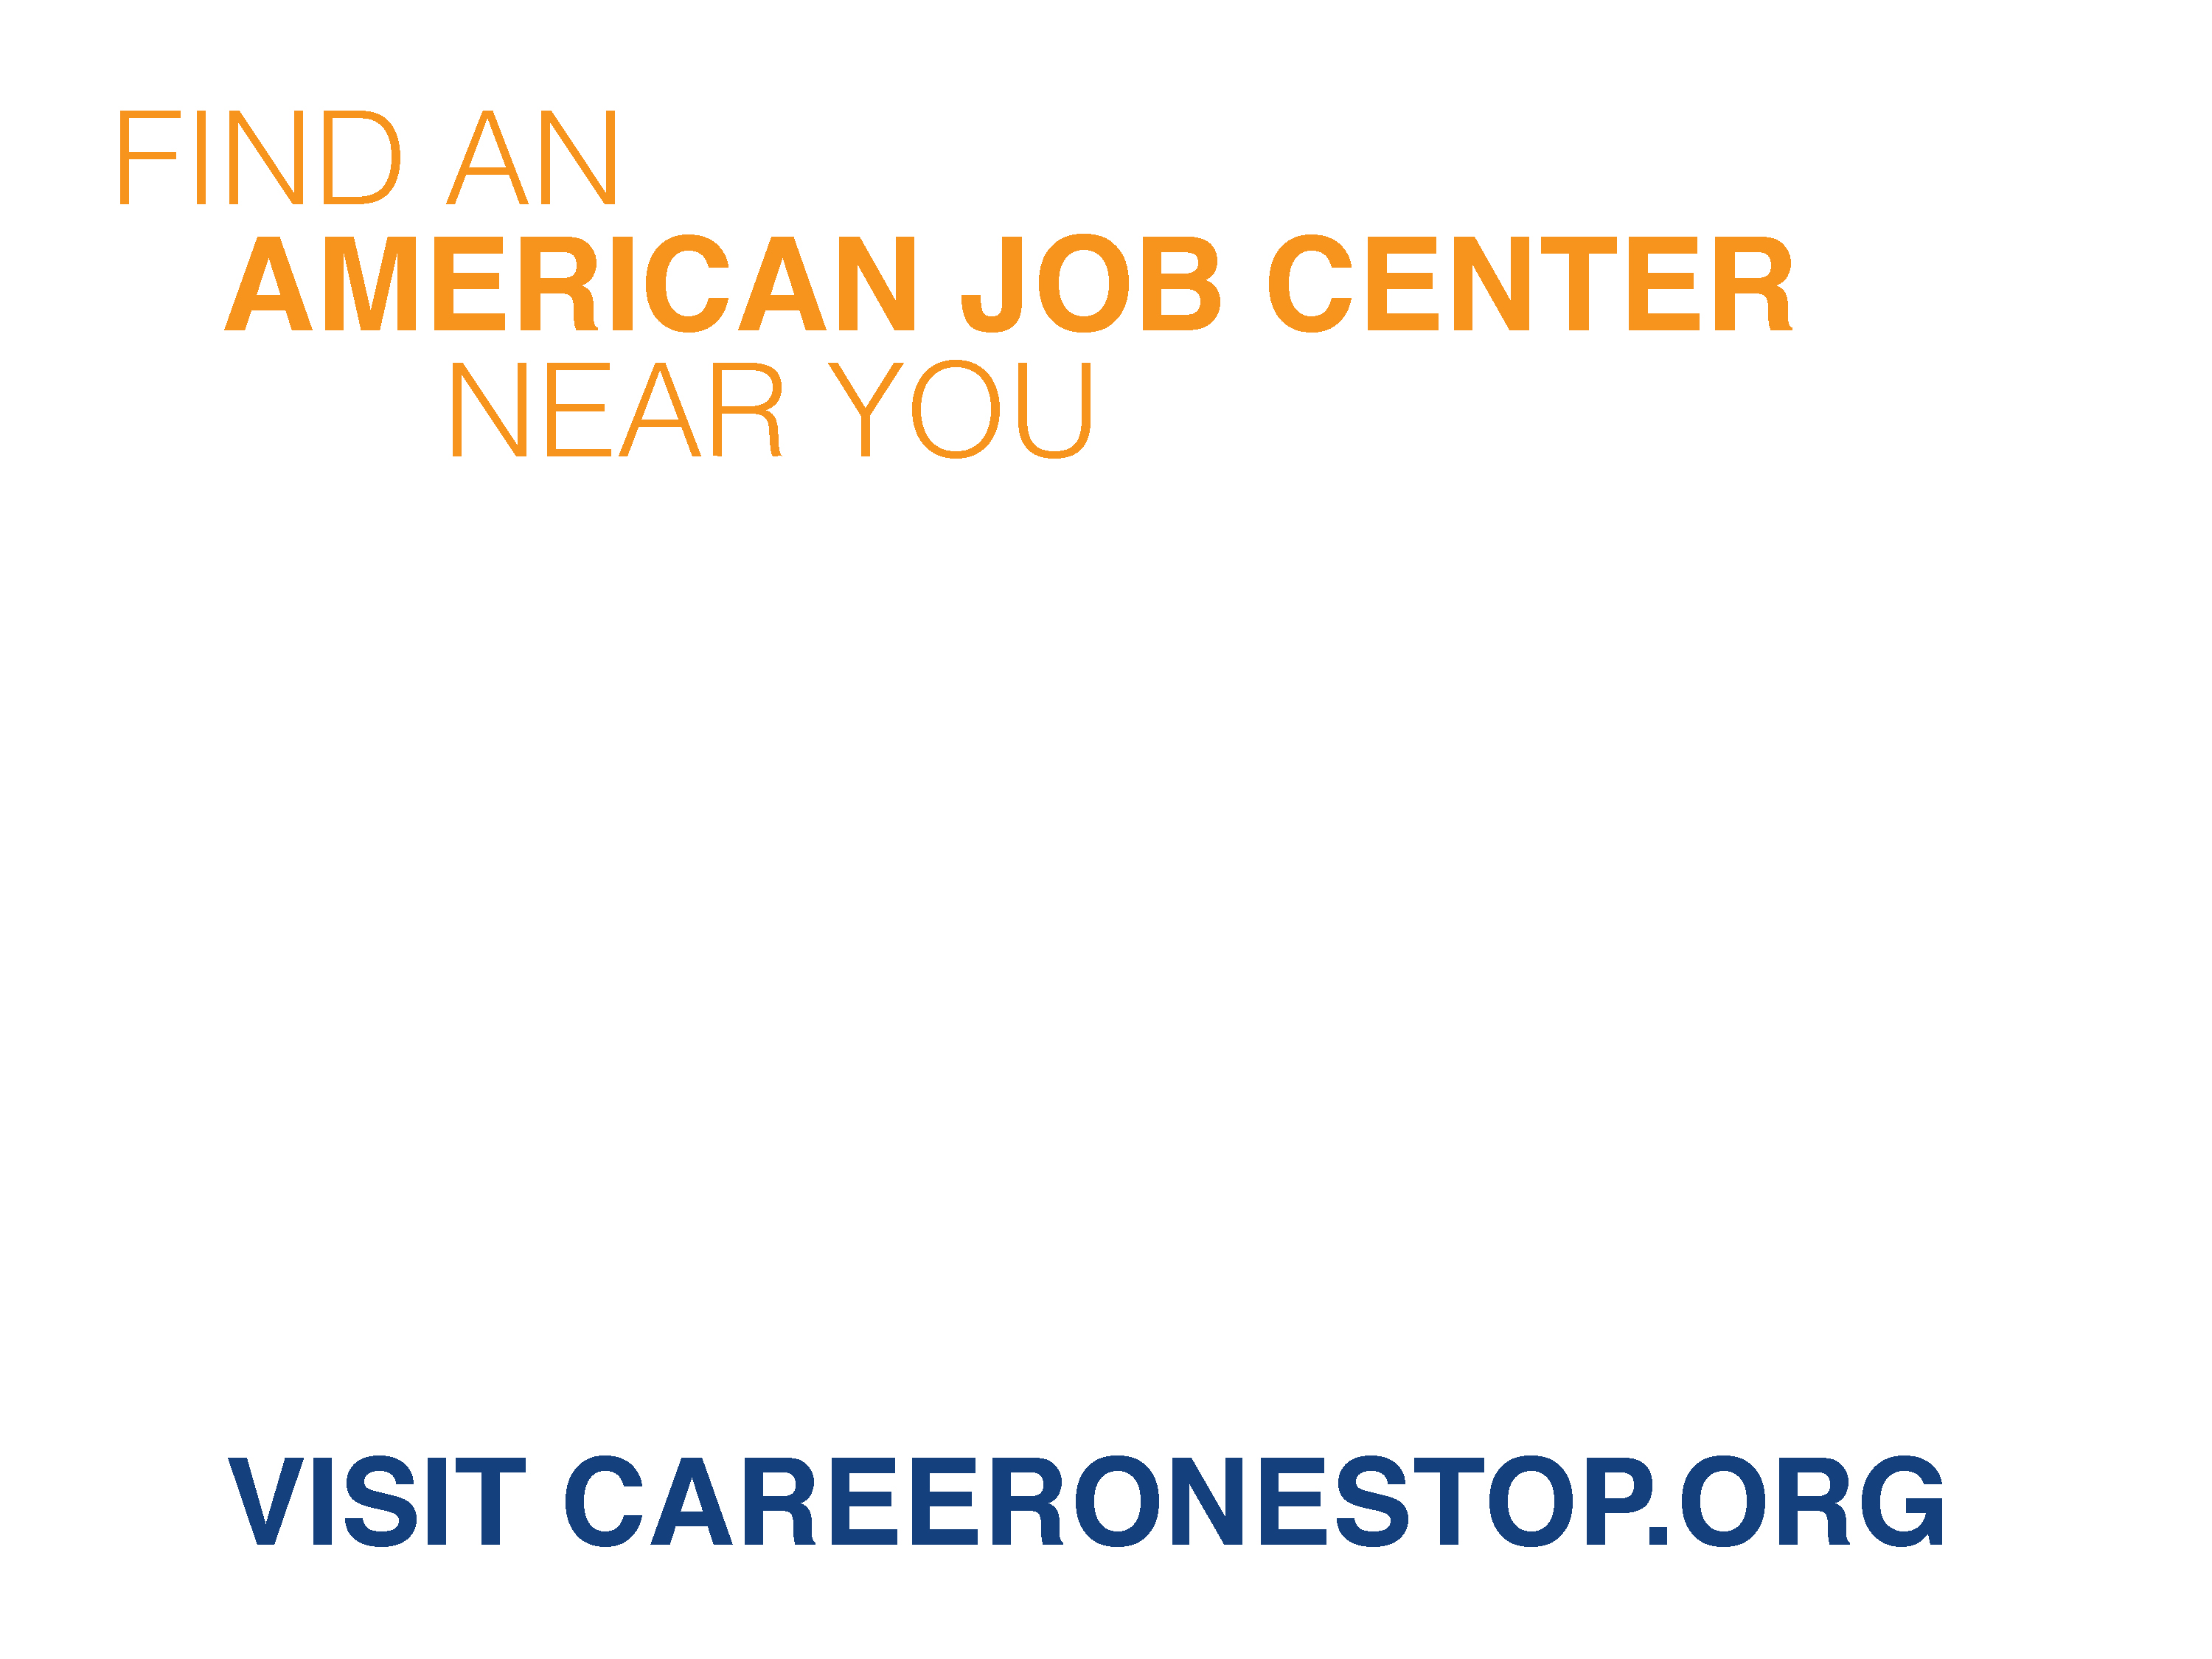 FIND AN
AMERICAN JOB CENTER
NEAR YOU
VISIT CAREERONESTOP.ORG